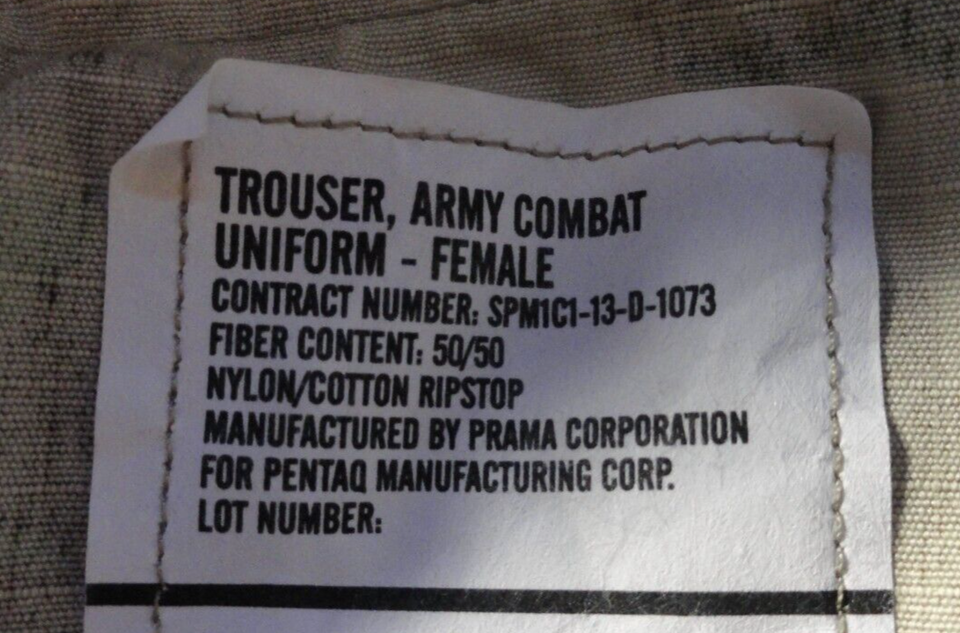 TROUSER, ARMY COMBAT
UNIFORM - FEMALE
CONTRACT NUMBER: SPM1C1-13-D-1073
FIBER CONTENT: 50/50
NYLON/COTTON RIPSTOP
MANUFACTURED BY PRAMA CORPORATION
FOR PENTAQ MANUFACTURING CORP.
LOT NUMBER: